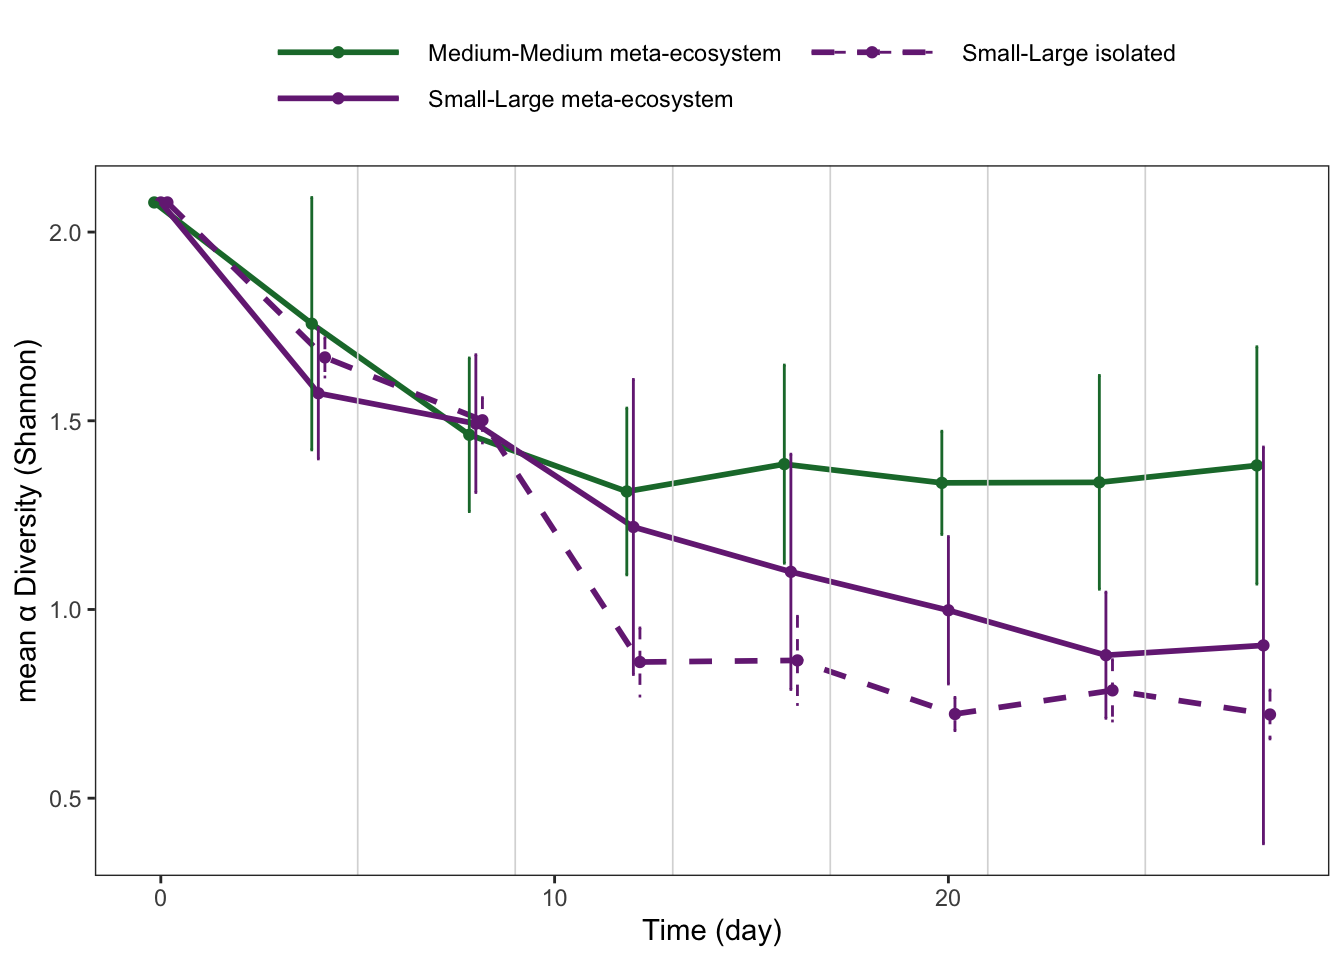 Medium-Medium meta-ecosystem
Small-Large isolated
Small-Large meta-ecosystem
mean α Diversity (Shannon)
2.0
1.5
1.0
0.5
0
10
20
Time (day)